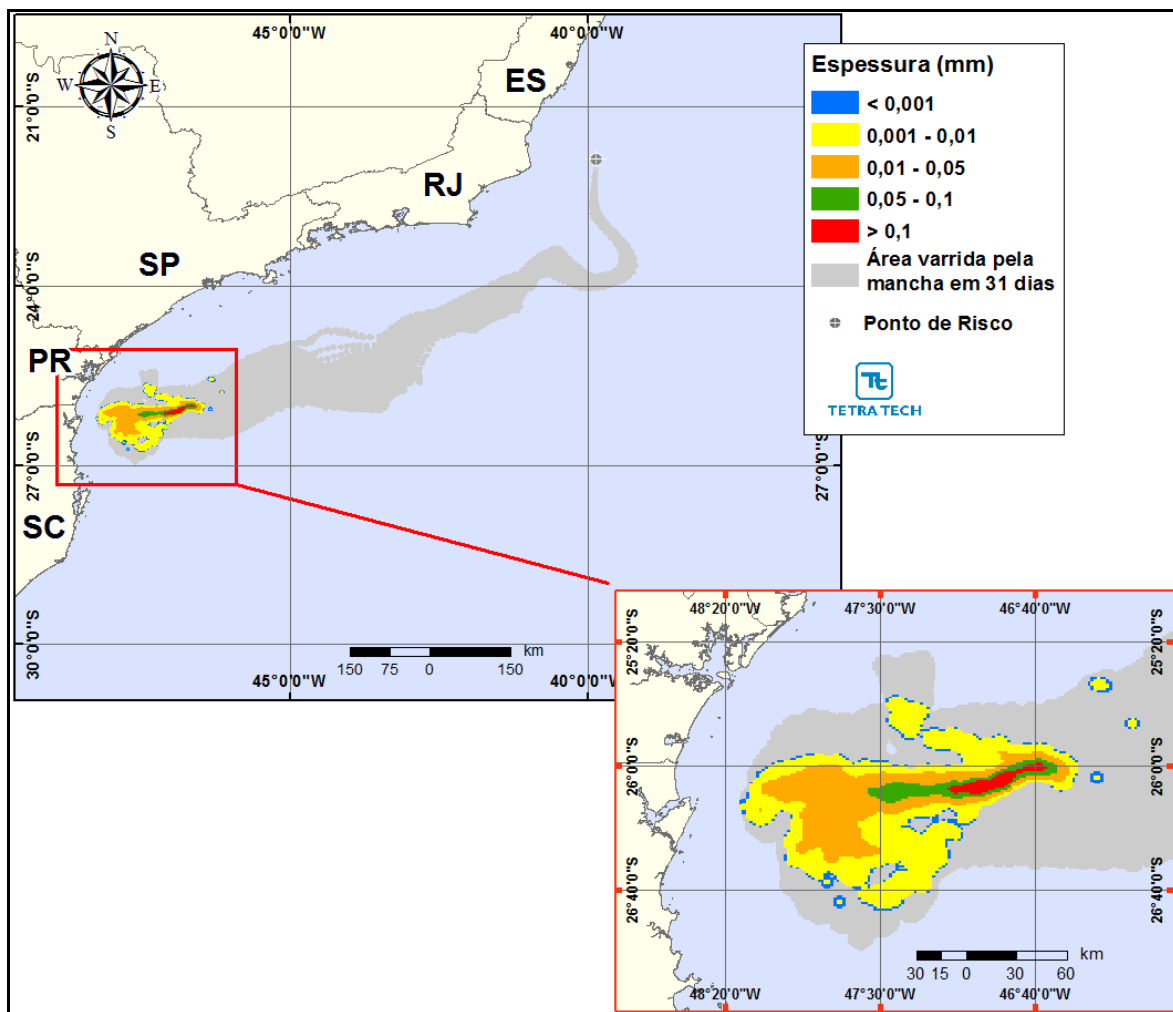 45°0'0"W
40°0'0"W
N
W
E
S
ES
21°0'0"S
RJ
SP
24°0'0"S
PR
27°0'0"S
27°0'0"S
SC
30°0'0"S
150 75 0 150 km
45°0'0"W
40°0'0"W
Espessura (mm)
< 0,001
0,001 - 0,01
0,01 - 0,05
0,05 - 0,1
> 0,1
Área varrida pela
mancha em 31 dias
Ponto de Risco
Tt
TETRA TECH
48°20'0"W
47°30'0"W
46°40'0"W
25°20'0"S
25°20'0"S
26°0'0"S
26°0'0"S
26°40'0"S
26°40'0"S
km
30 15 0 30 60
48°20'0"W
47°30'0"W
46°40'0"W